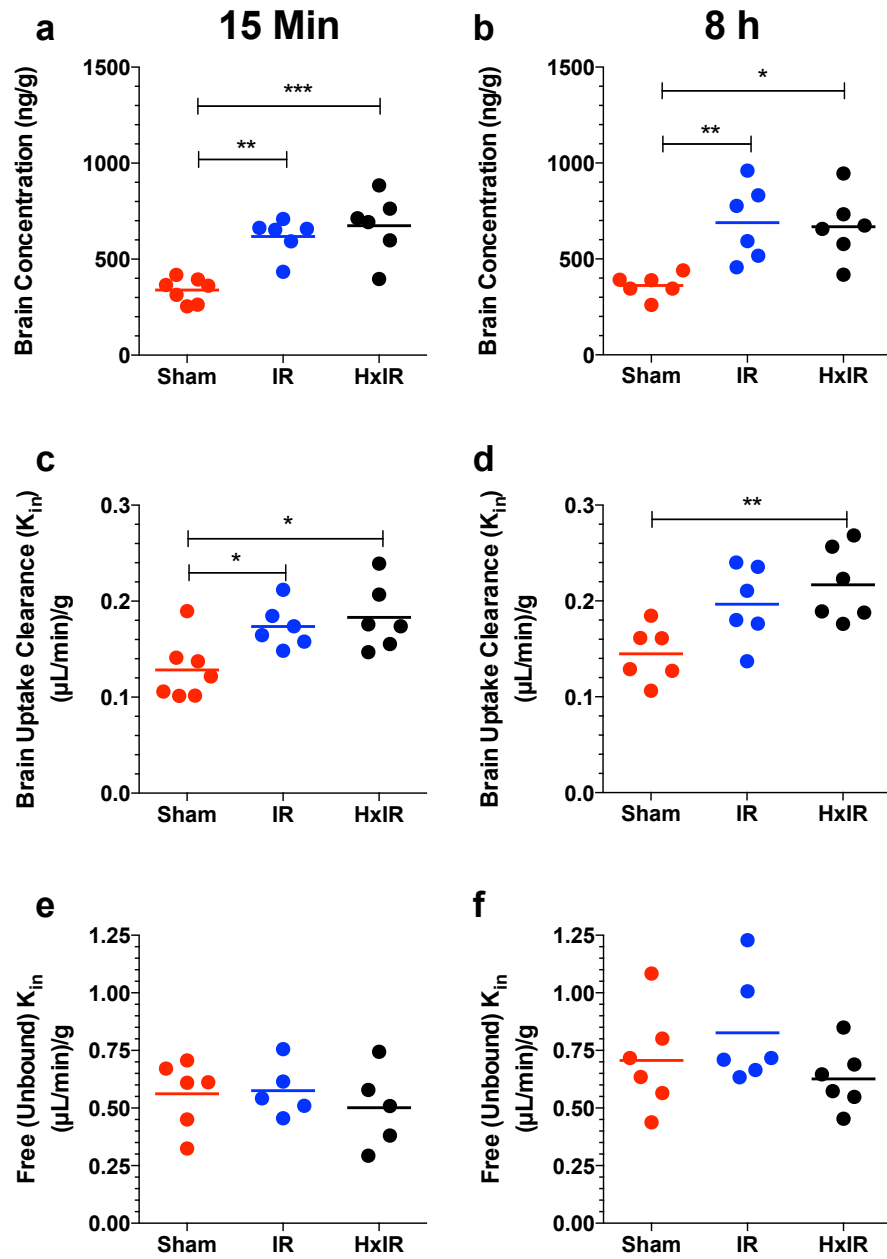 a 15 Min
1500
1000
500
0
Brain Concentration (ng/g)
***
**
Sham IR HxIR
b 8 h
1500
1000
500
0
Brain Concentration (ng/g)
*
**
Sham IR HxIR
c
0.3
0.2
0.1
0.0
Brain Uptake Clearance (Kin)
(µL/min)/g
*
*
Sham IR HxIR
d
0.3
0.2
0.1
0.0
Brain Uptake Clearance (Kin)
(µL/min)/g
**
Sham IR HxIR
e
1.25
1.00
0.75
0.50
0.25
0.00
Free (Unbound) Kin
(µL/min)/g
Sham IR HxIR
f
1.25
1.00
0.75
0.50
0.25
0.00
Free (Unbound) Kin
(µL/min)/g
Sham IR HxIR